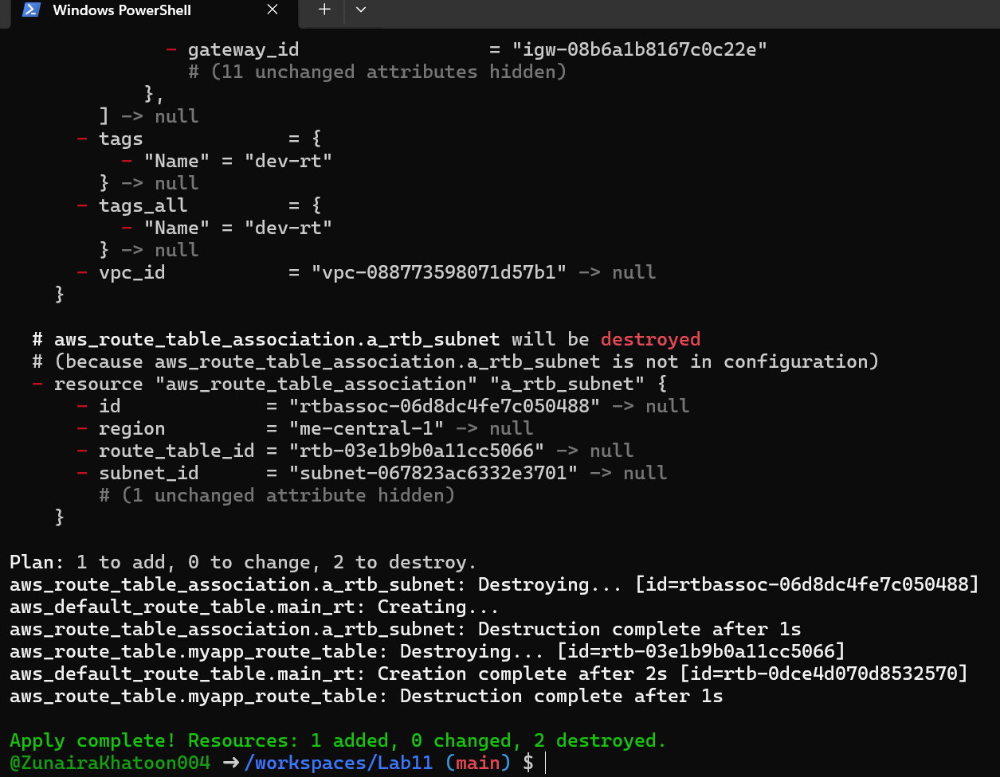 Windows PowerShell
- gateway_id = "igw-08b6a1b8167c0c22e"
# (11 unchanged attributes hidden)
},
] -> null
- tags = {
- "Name" = "dev-rt"
} -> null
- tags_all = {
- "Name" = "dev-rt"
} -> null
- vpc_id = "vpc-088773598071d57b1" -> null
}
# aws_route_table_association.a_rtb_subnet will be destroyed
# (because aws_route_table_association.a_rtb_subnet is not in configuration)
- resource "aws_route_table_association" "a_rtb_subnet" {
- id = "rtbassoc-06d8dc4fe7c050488" -> null
- region = "me-central-1" -> null
- route_table_id = "rtb-03e1b9b0a11cc5066" -> null
- subnet_id = "subnet-067823ac6332e3701" -> null
# (1 unchanged attribute hidden)
}
Plan: 1 to add, 0 to change, 2 to destroy.
aws_route_table_association.a_rtb_subnet: Destroying... [id=rtbassoc-06d8dc4fe7c050488]
aws_default_route_table.main_rt: Creating...
aws_route_table_association.a_rtb_subnet: Destruction complete after 1s
aws_route_table.myapp_route_table: Destroying... [id=rtb-03e1b9b0a11cc5066]
aws_default_route_table.main_rt: Creation complete after 2s [id=rtb-0dce4d070d8532570]
aws_route_table.myapp_route_table: Destruction complete after 1s
Apply complete! Resources: 1 added, 0 changed, 2 destroyed.
@ZunairaKhatoon004 ➜ /workspaces/Lab11 (main) $